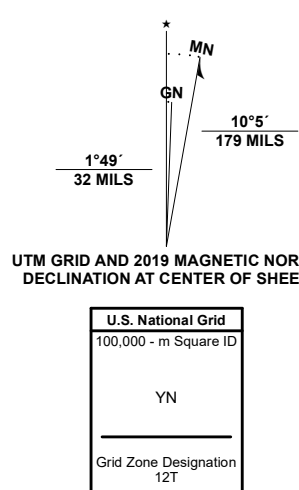 ★
MN
GN
10°5´
179 MILS
1°49´
32 MILS
UTM GRID AND 2019 MAGNETIC NOR
DECLINATION AT CENTER OF SHEE
U.S. National Grid
100,000 - m Square ID
YN
Grid Zone Designation
12T